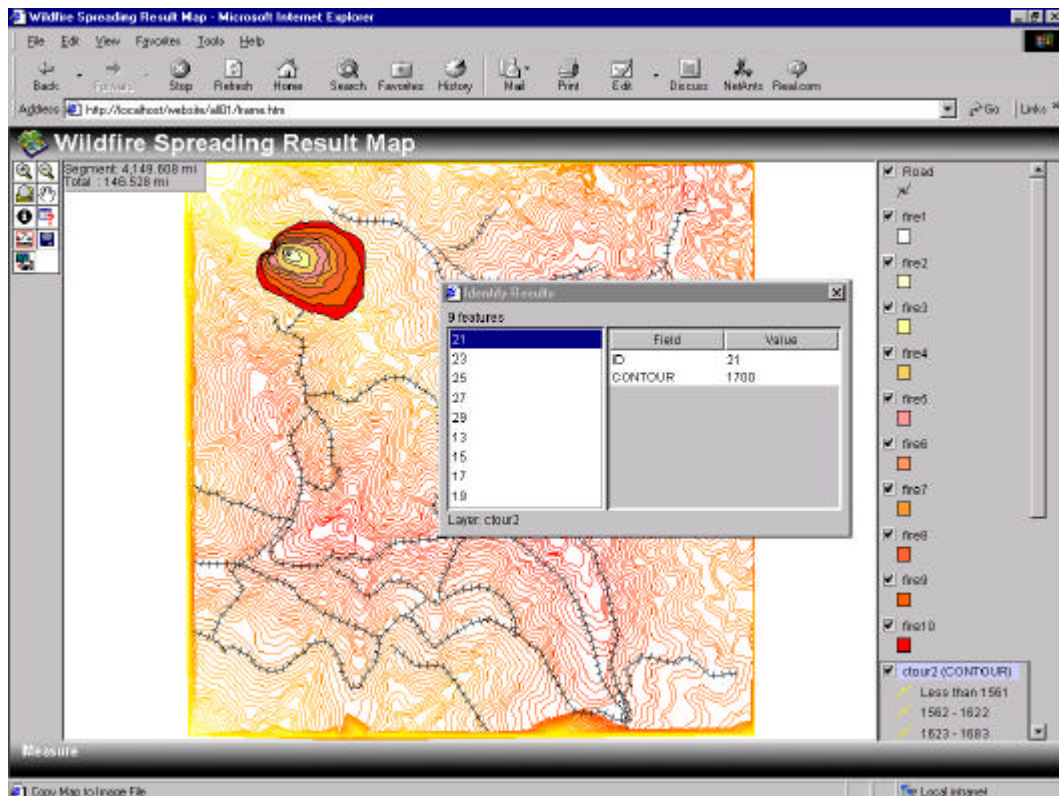 Wildfire Spreading Result Map - Microsoft Internet Explorer
File Edit View Favorites Tools Help
Back Forward Stop Refresh Home Search Favorites History Mail Print Edit Discuss NetAnts Real.com
Address http://localhost/website/all01/frame.htm Go Links »
Wildfire Spreading Result Map
Segment: 4,149.608 mi
Total : 146.528 mi
Identify Results
9 features
21
23
25
27
29
13
15
17
19
Field Value
ID 21
CONTOUR 1700
Layer: ctour2
Road
fire1
fire2
fire3
fire4
fire5
fire6
fire7
fire8
fire9
fire10
ctour2 (CONTOUR)
Less than 1561
1562 - 1622
1623 - 1683
Measure
Copy Map to Image File Local intranet